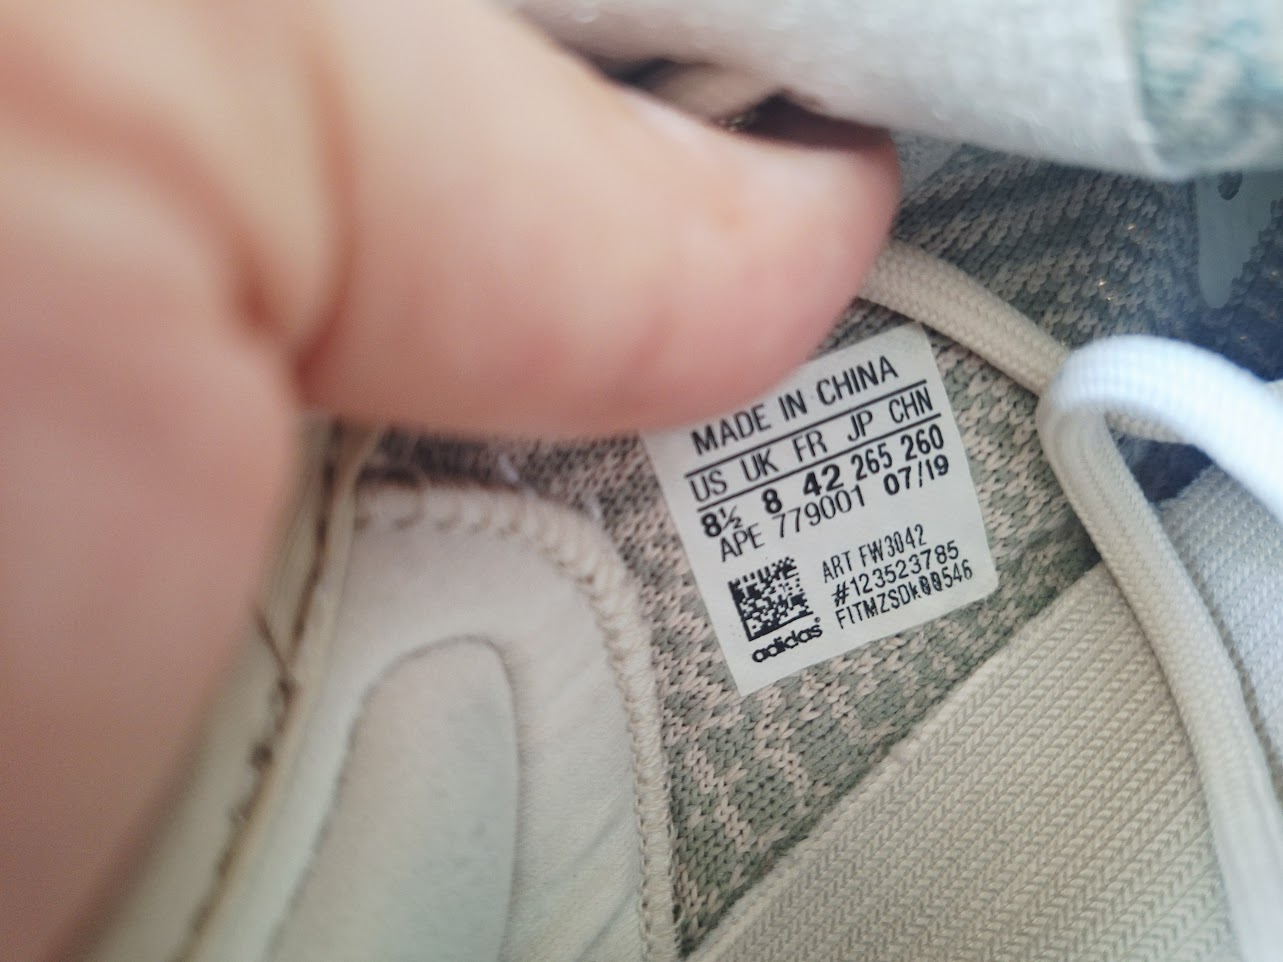 MADE IN CHINA
US UK FR JP CHN
8½ 8 42 265 260
APE 779001 07/19
ART FW3042
#123523785
FITMZSDk00546
adidas